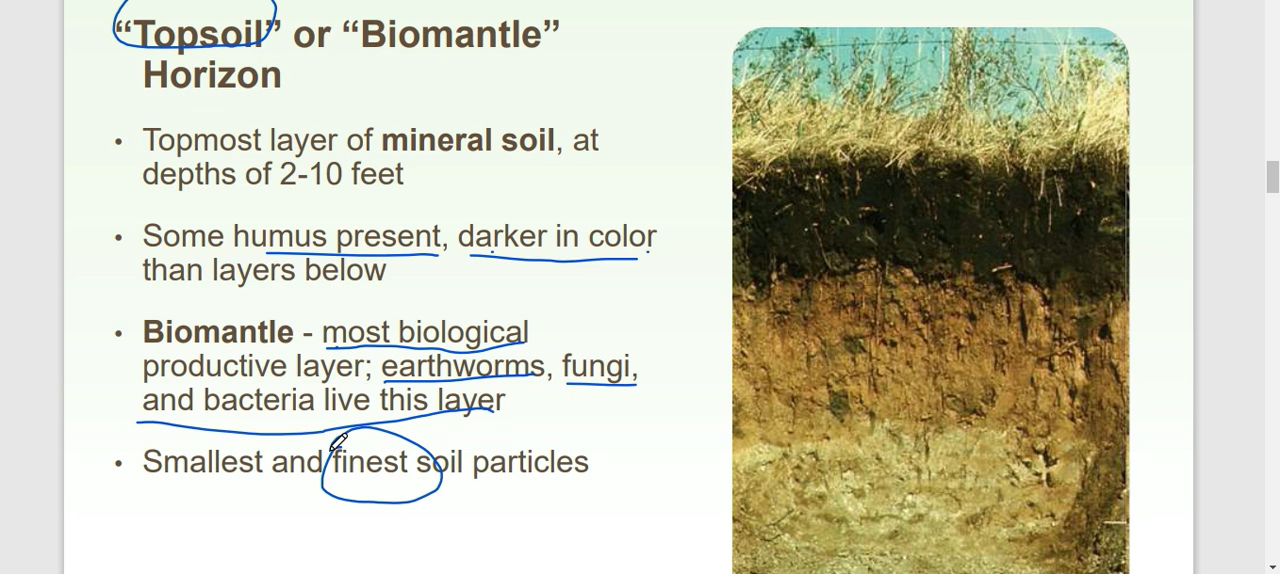 “Topsoil” or “Biomantle”
Horizon
• Topmost layer of mineral soil, at
depths of 2-10 feet
• Some humus present, darker in color
than layers below
• Biomantle - most biological
productive layer; earthworms, fungi,
and bacteria live this layer
• Smallest and finest soil particles